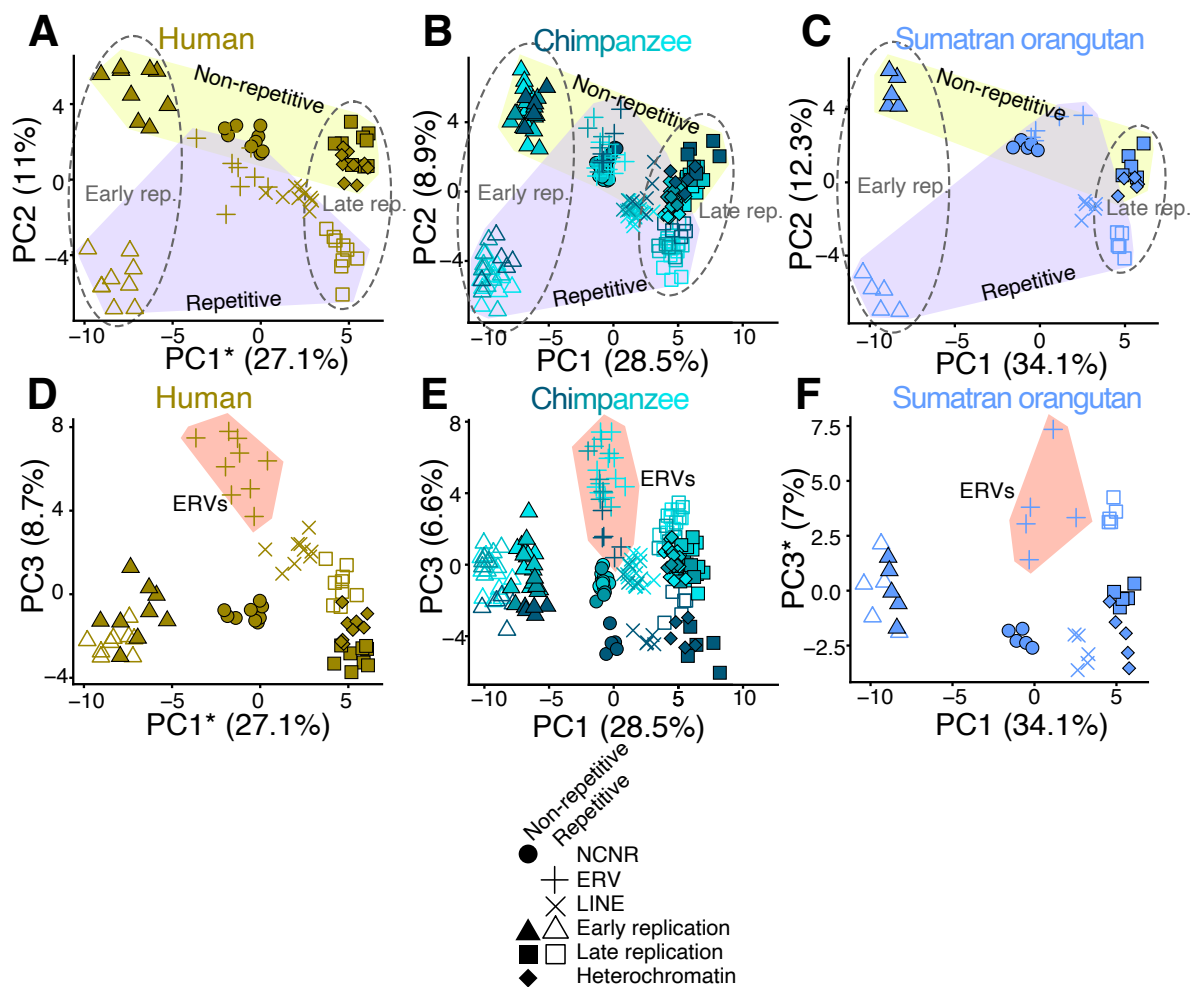 A
Human
B
Chimpanzee
C
Sumatran orangutan
Non-repetitive
Early rep.
Late rep.
Repetitive
4
0
−4
PC2 (11%)
−10
−5
0
5
PC1* (27.1%)
Non-repetitive
Early rep.
Late rep.
Repetitive
4
0
−4
PC2 (8.9%)
−10
−5
0
5
10
PC1 (28.5%)
Non-repetitive
Early rep.
Late rep.
Repetitive
4
0
−4
PC2 (12.3%)
−10
−5
0
5
PC1 (34.1%)
D
Human
E
Chimpanzee
F
Sumatran orangutan
ERVs
8
4
0
−4
PC3 (8.7%)
−10
−5
0
5
PC1* (27.1%)
ERVs
8
4
0
−4
PC3 (6.6%)
−10
−5
0
5
10
PC1 (28.5%)
ERVs
7.5
5.0
2.5
0.0
−2.5
PC3* (7%)
−10
−5
0
5
PC1 (34.1%)
Non-repetitive
Repetitive
NCNR
ERV
LINE
Early replication
Late replication
Heterochromatin